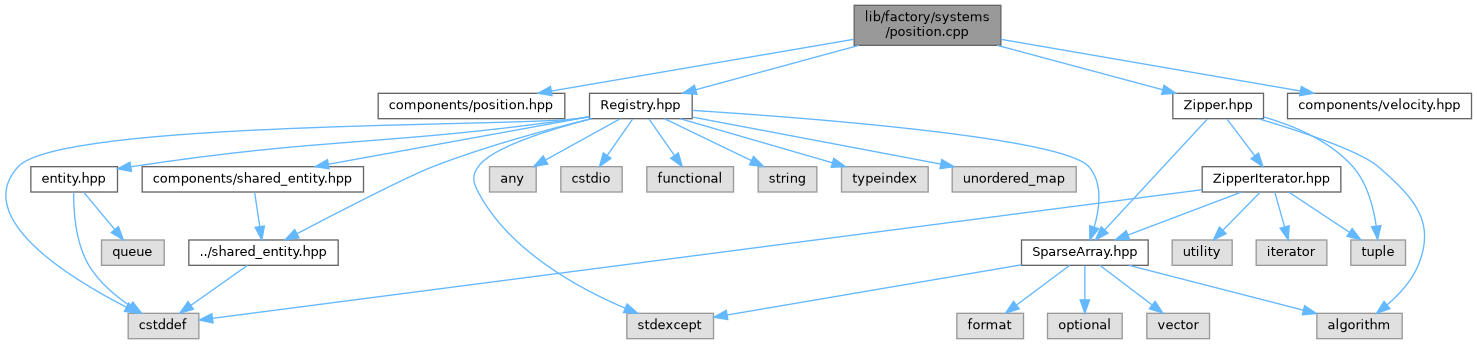 lib/factory/systems
/position.cpp
components/position.hpp
Registry.hpp
Zipper.hpp
components/velocity.hpp
entity.hpp
components/shared_entity.hpp
any
cstdio
functional
string
typeindex
unordered_map
ZipperIterator.hpp
queue
../shared_entity.hpp
SparseArray.hpp
utility
iterator
tuple
cstddef
stdexcept
format
optional
vector
algorithm